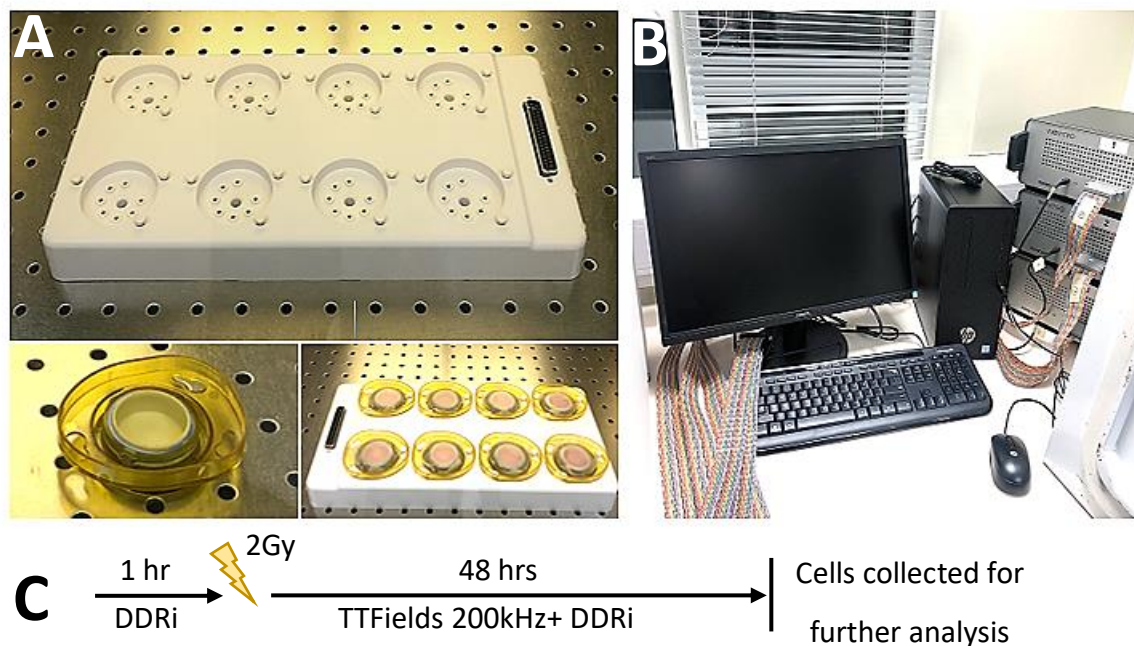 A
B
2Gy
1 hr
48 hrs
C
DDRi
TTFields 200kHz+ DDRi
Cells collected for
further analysis